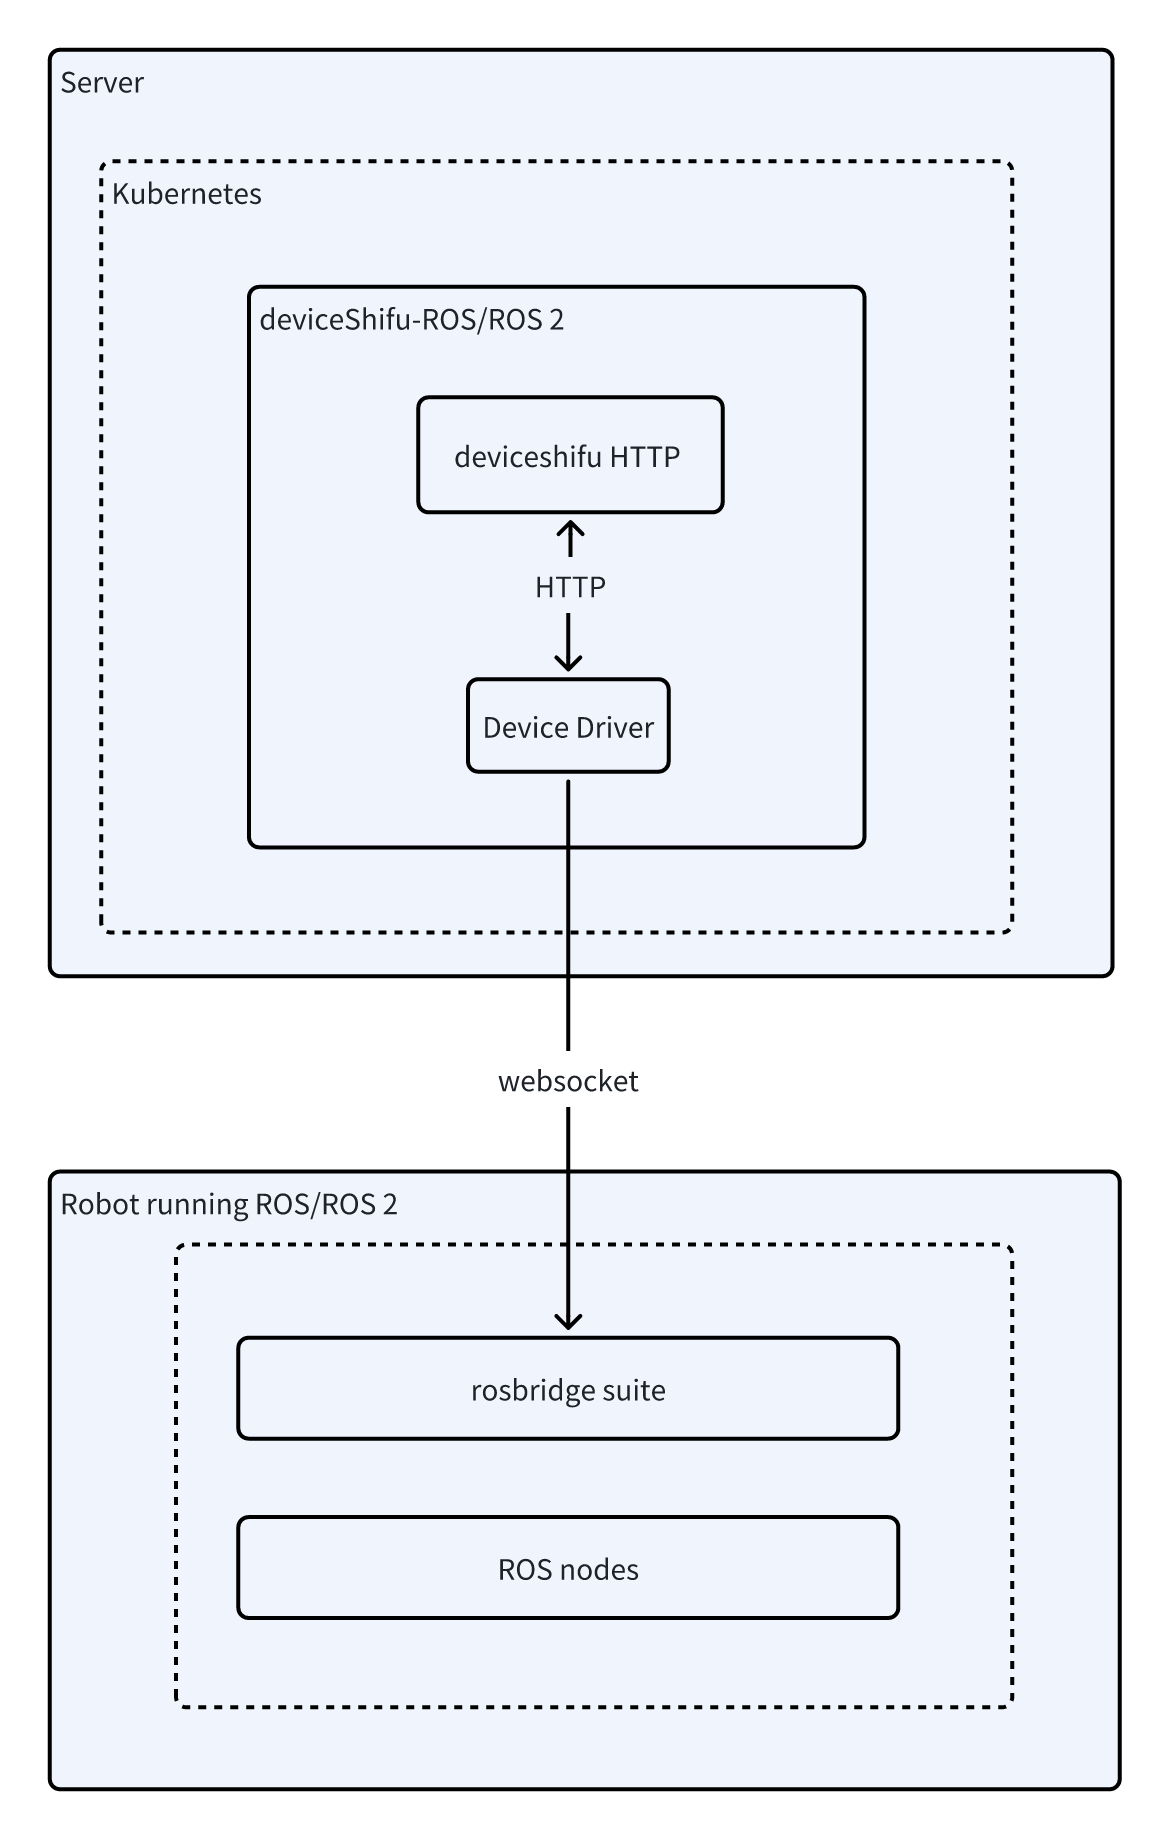 Server
Kubernetes
deviceShifu-ROS/ROS 2
deviceshifu HTTP
HTTP
Device Driver
websocket
Robot running ROS/ROS 2
rosbridge suite
ROS nodes